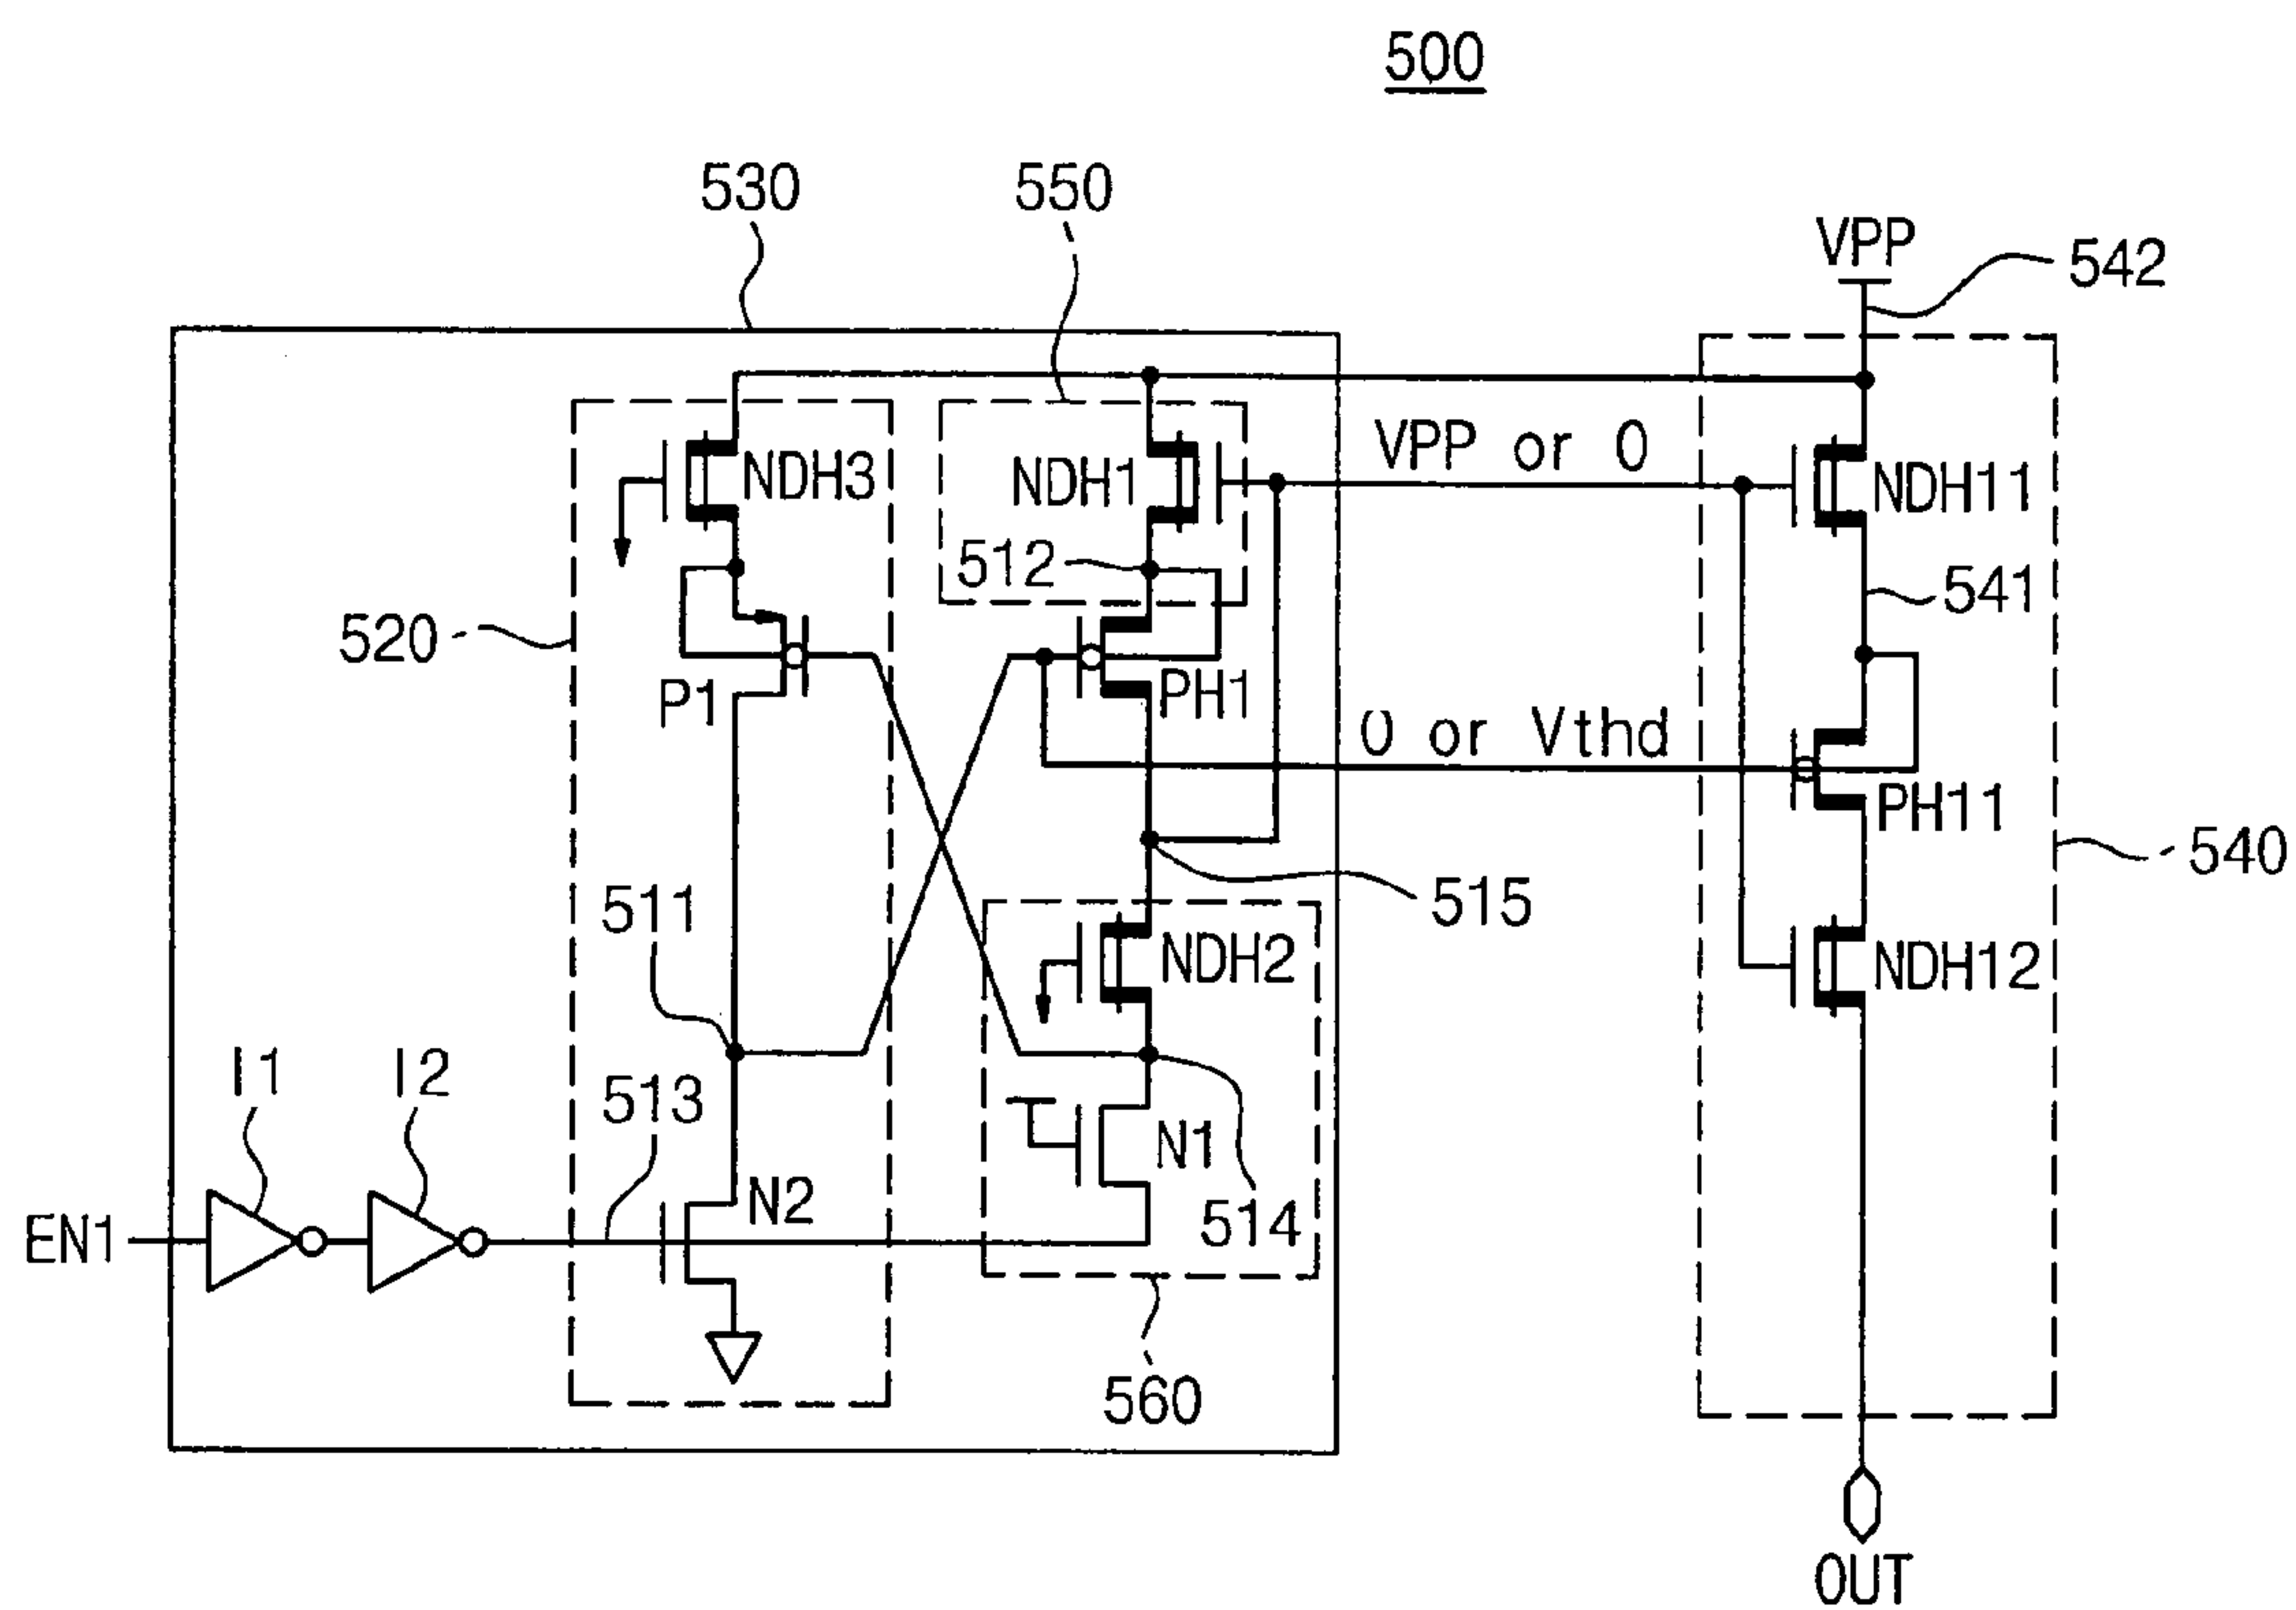 500
530
550
VPP
542
VPP or 0
NDH3
NDH1
NDH11
512
541
520
P1
PH1
0 or Vthd
PH11
540
511
515
NDH2
NDH12
I1
I2
513
N1
N2
514
EN1
560
OUT